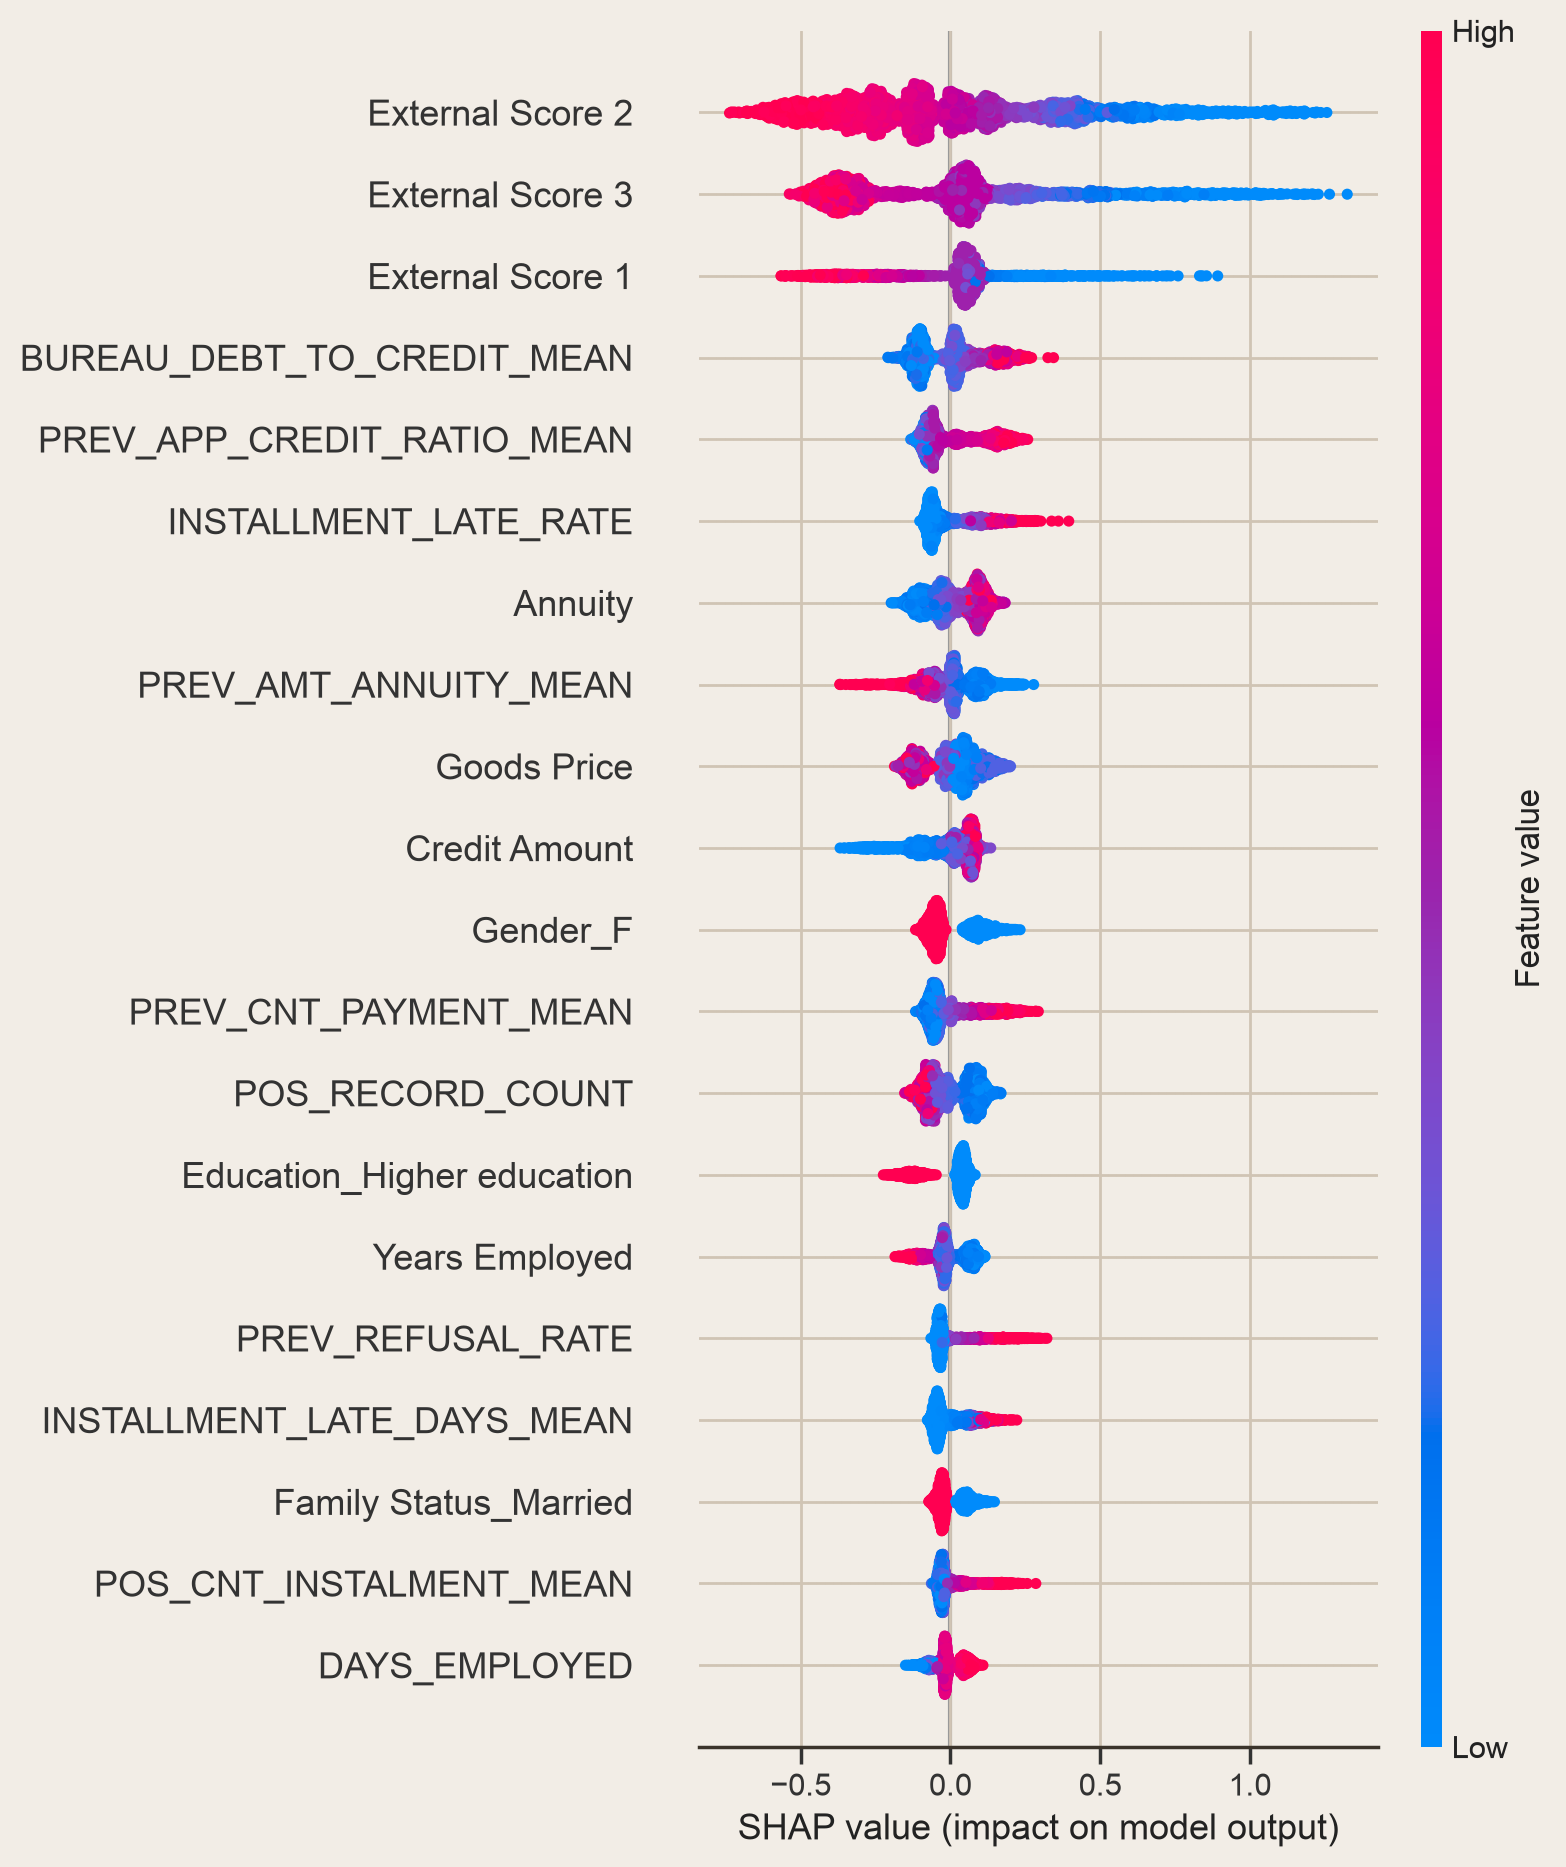 High
External Score 2
External Score 3
External Score 1
BUREAU_DEBT_TO_CREDIT_MEAN
PREV_APP_CREDIT_RATIO_MEAN
INSTALLMENT_LATE_RATE
Annuity
PREV_AMT_ANNUITY_MEAN
Goods Price
Credit Amount
Gender_F
PREV_CNT_PAYMENT_MEAN
POS_RECORD_COUNT
Education_Higher education
Years Employed
PREV_REFUSAL_RATE
INSTALLMENT_LATE_DAYS_MEAN
Family Status_Married
POS_CNT_INSTALMENT_MEAN
DAYS_EMPLOYED
Feature value
Low
−0.5 0.0 0.5 1.0
SHAP value (impact on model output)